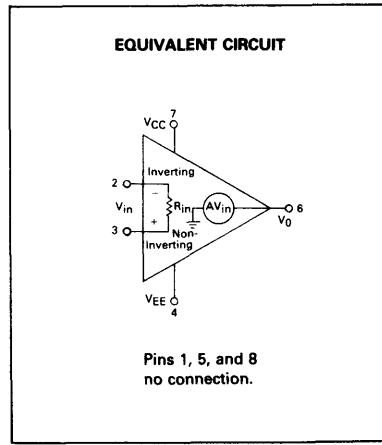 EQUIVALENT CIRCUIT
7
VCC
Inverting
2
−
Rin
AVin
6
Vin
VO
+
3
Non-
Inverting
VEE
4
Pins 1, 5, and 8
no connection.